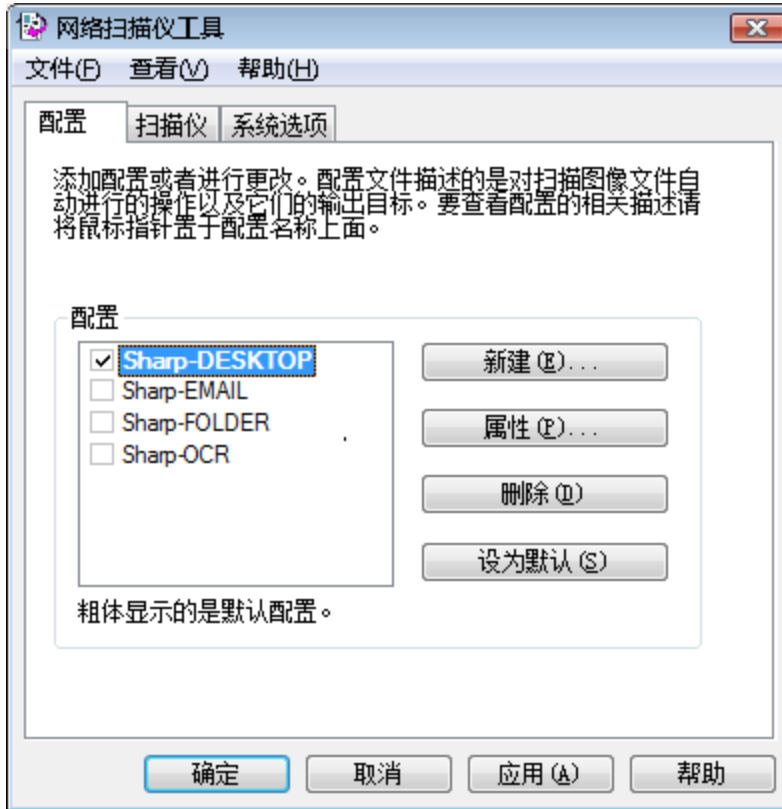 网络扫描仪工具
文件(F) 查看(V) 帮助(H)
配置 扫描仪 系统选项
添加配置或者进行更改。配置文件描述的是对扫描图像文件自
动进行的操作以及它们的输出目标。要查看配置的相关描述请
将鼠标指针置于配置名称上面。
配置
Sharp-DESKTOP
Sharp-EMAIL
Sharp-FOLDER
Sharp-OCR
新建(E)...
属性(P)...
删除(D)
设为默认(S)
粗体显示的是默认配置。
确定 取消 应用(A) 帮助